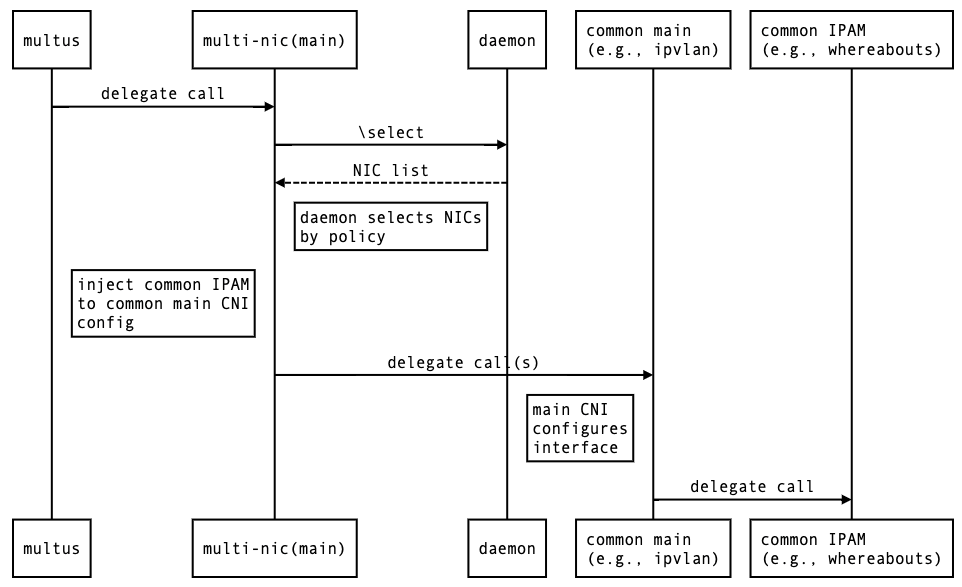 multus
multi-nic(main)
daemon
common main
(e.g., ipvlan)
common IPAM
(e.g., whereabouts)
delegate call
\select
NIC list
daemon selects NICs
by policy
inject common IPAM
to common main CNI
config
delegate call(s)
main CNI
configures
interface
delegate call
multus
multi-nic(main)
daemon
common main
(e.g., ipvlan)
common IPAM
(e.g., whereabouts)